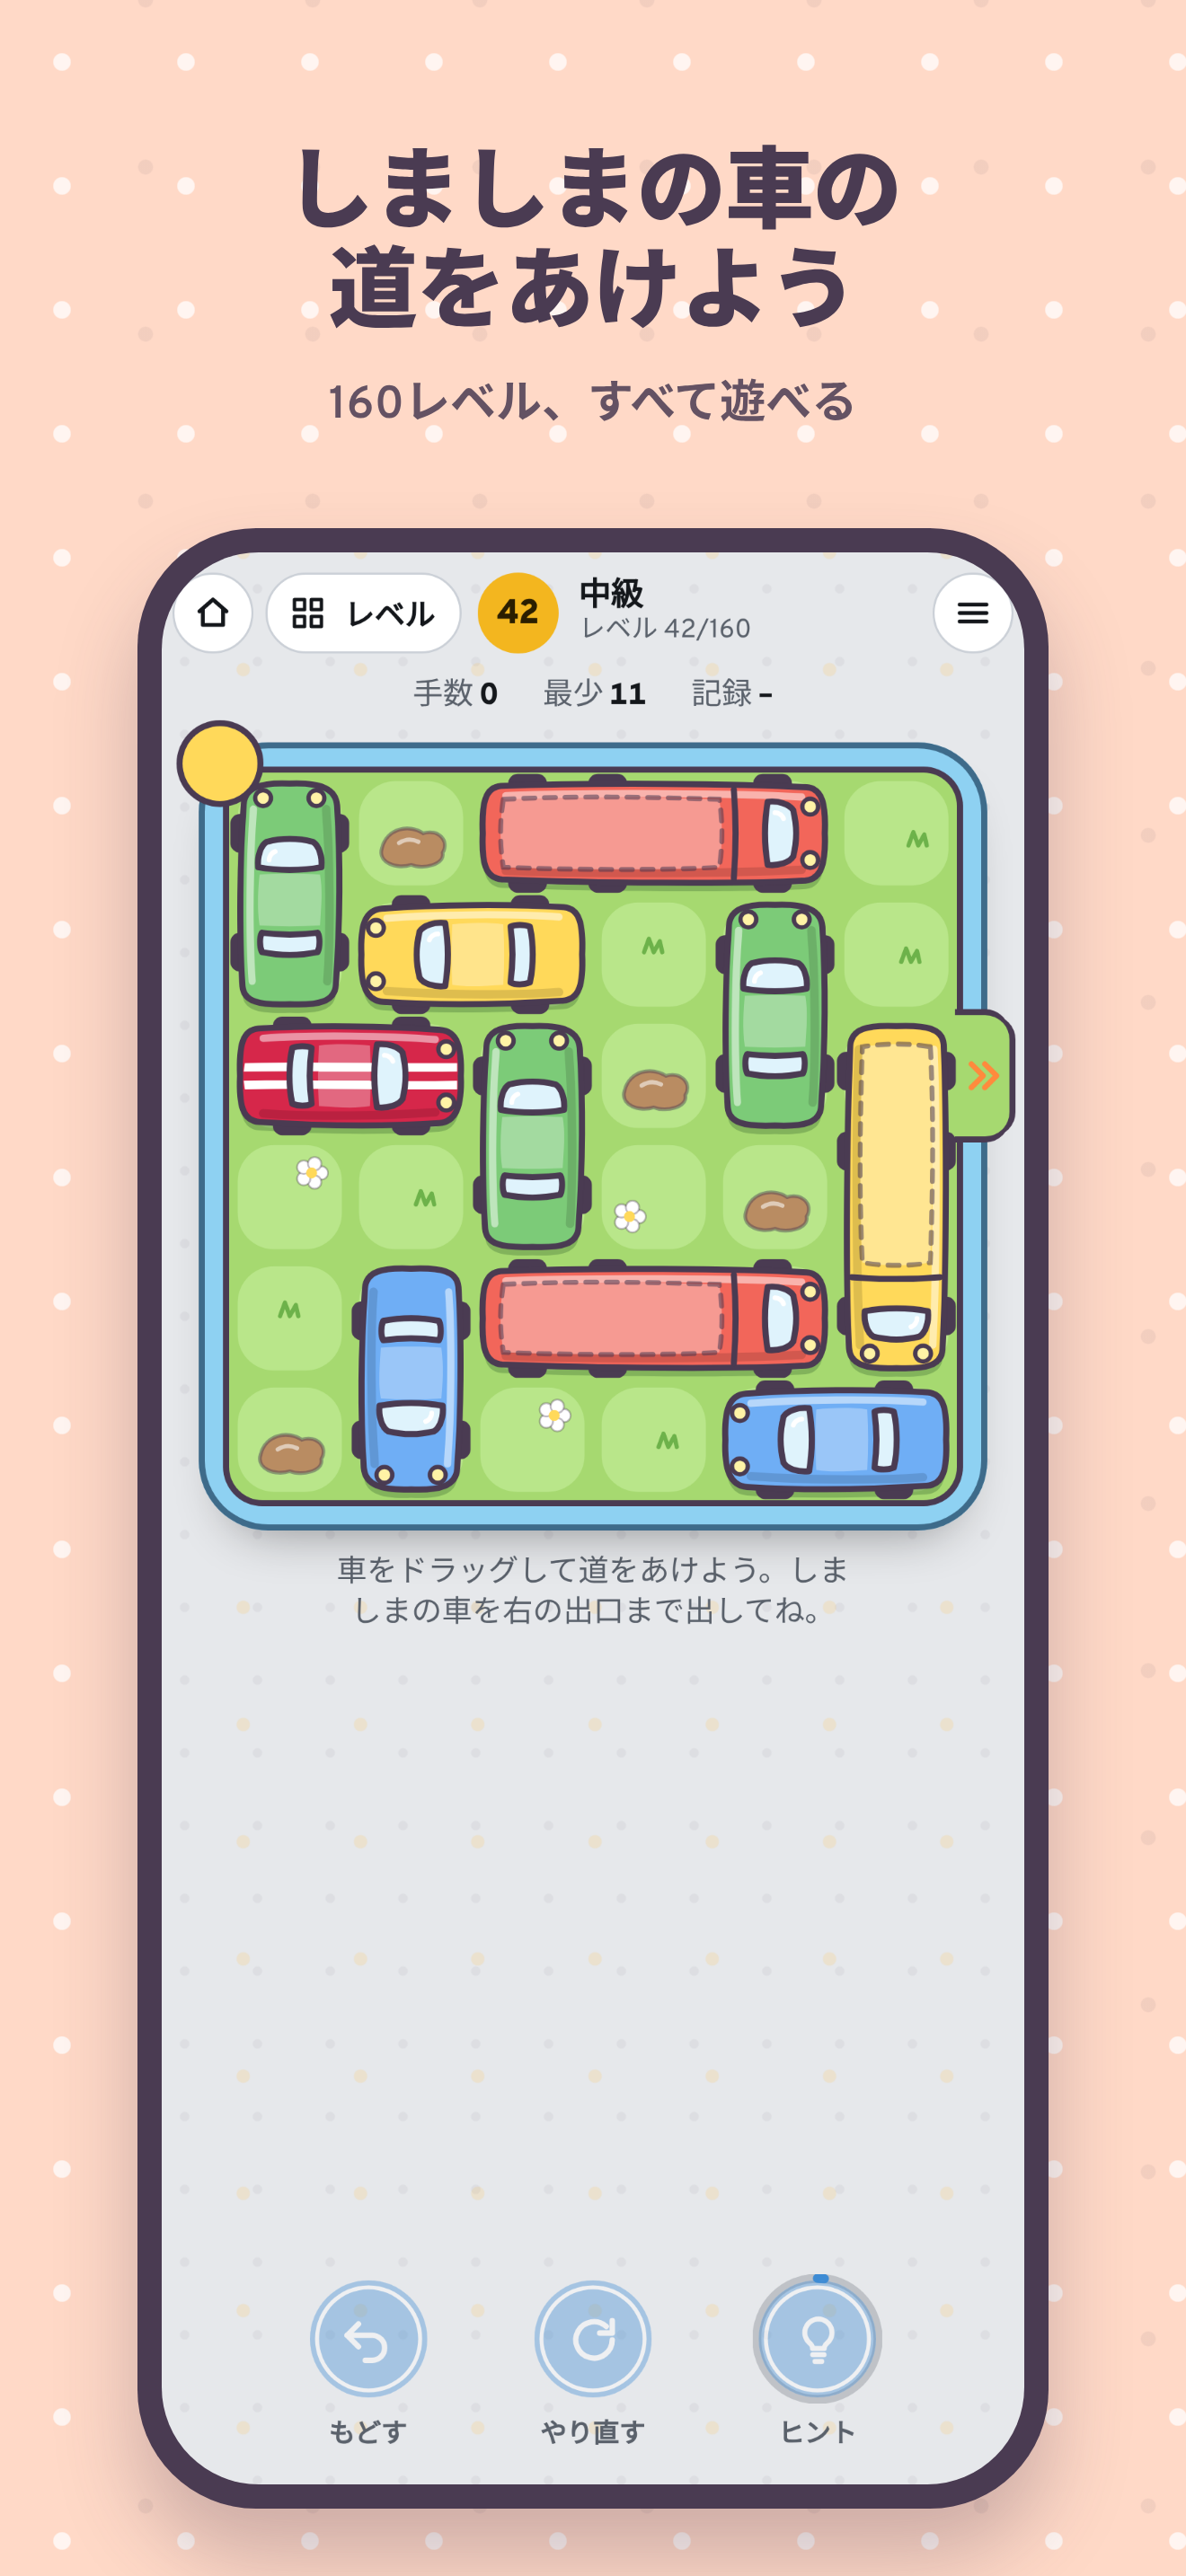 しましまの車の
道をあけよう
160レベル、すべて遊べる
レベル
42
中級
レベル 42/160
手数 0 最少 11 記録 –
車をドラッグして道をあけよう。しま
しまの車を右の出口まで出してね。
もどす
やり直す
ヒント